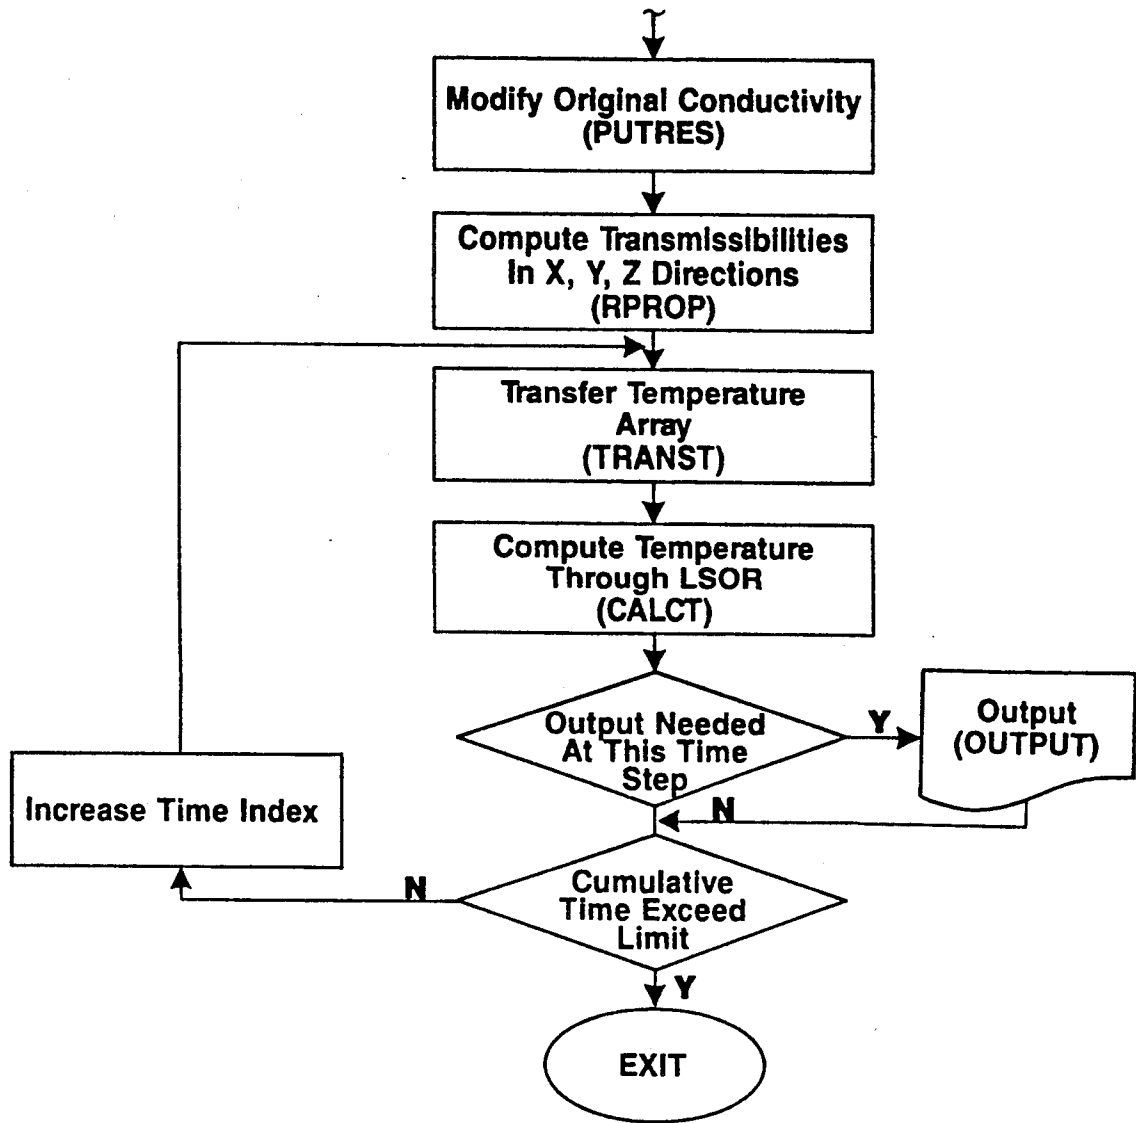 Modify Original Conductivity
(PUTRES)
Compute Transmissibilities
In X, Y, Z Directions
(RPROP)
Transfer Temperature
Array
(TRANST)
Compute Temperature
Through LSOR
(CALCT)
Output Needed
At This Time
Step
Y
Output
(OUTPUT)
N
Increase Time Index
Cumulative
Time Exceed
Limit
N
Y
EXIT